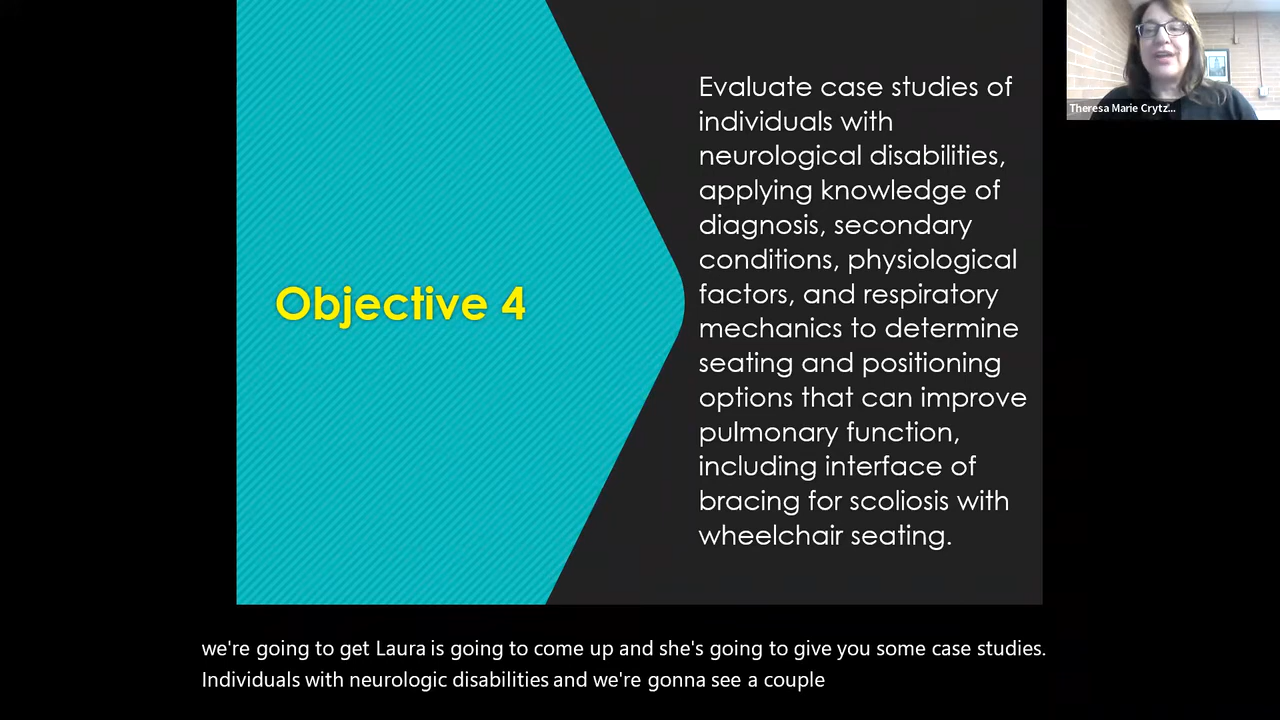 Objective 4
Evaluate case studies of
individuals with
neurological disabilities,
applying knowledge of
diagnosis, secondary
conditions, physiological
factors, and respiratory
mechanics to determine
seating and positioning
options that can improve
pulmonary function,
including interface of
bracing for scoliosis with
wheelchair seating.
Theresa Marie Crytz...
we're going to get Laura is going to come up and she's going to give you some case studies.
Individuals with neurologic disabilities and we're gonna see a couple